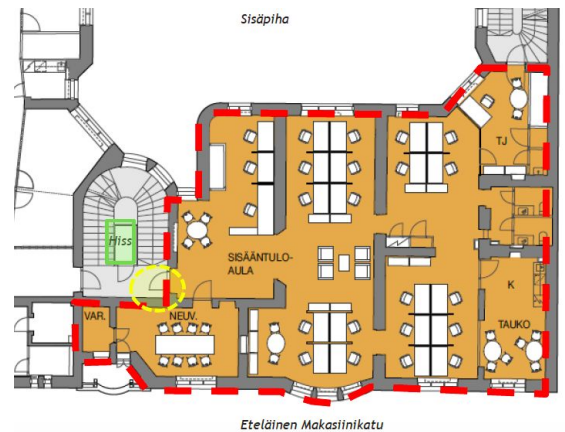 Sisäpiha
TJ
Hiss
SISÄÄNTULO-
AULA
K
VAR.
NEUV.
TAUKO
Eteläinen Makasiinikatu